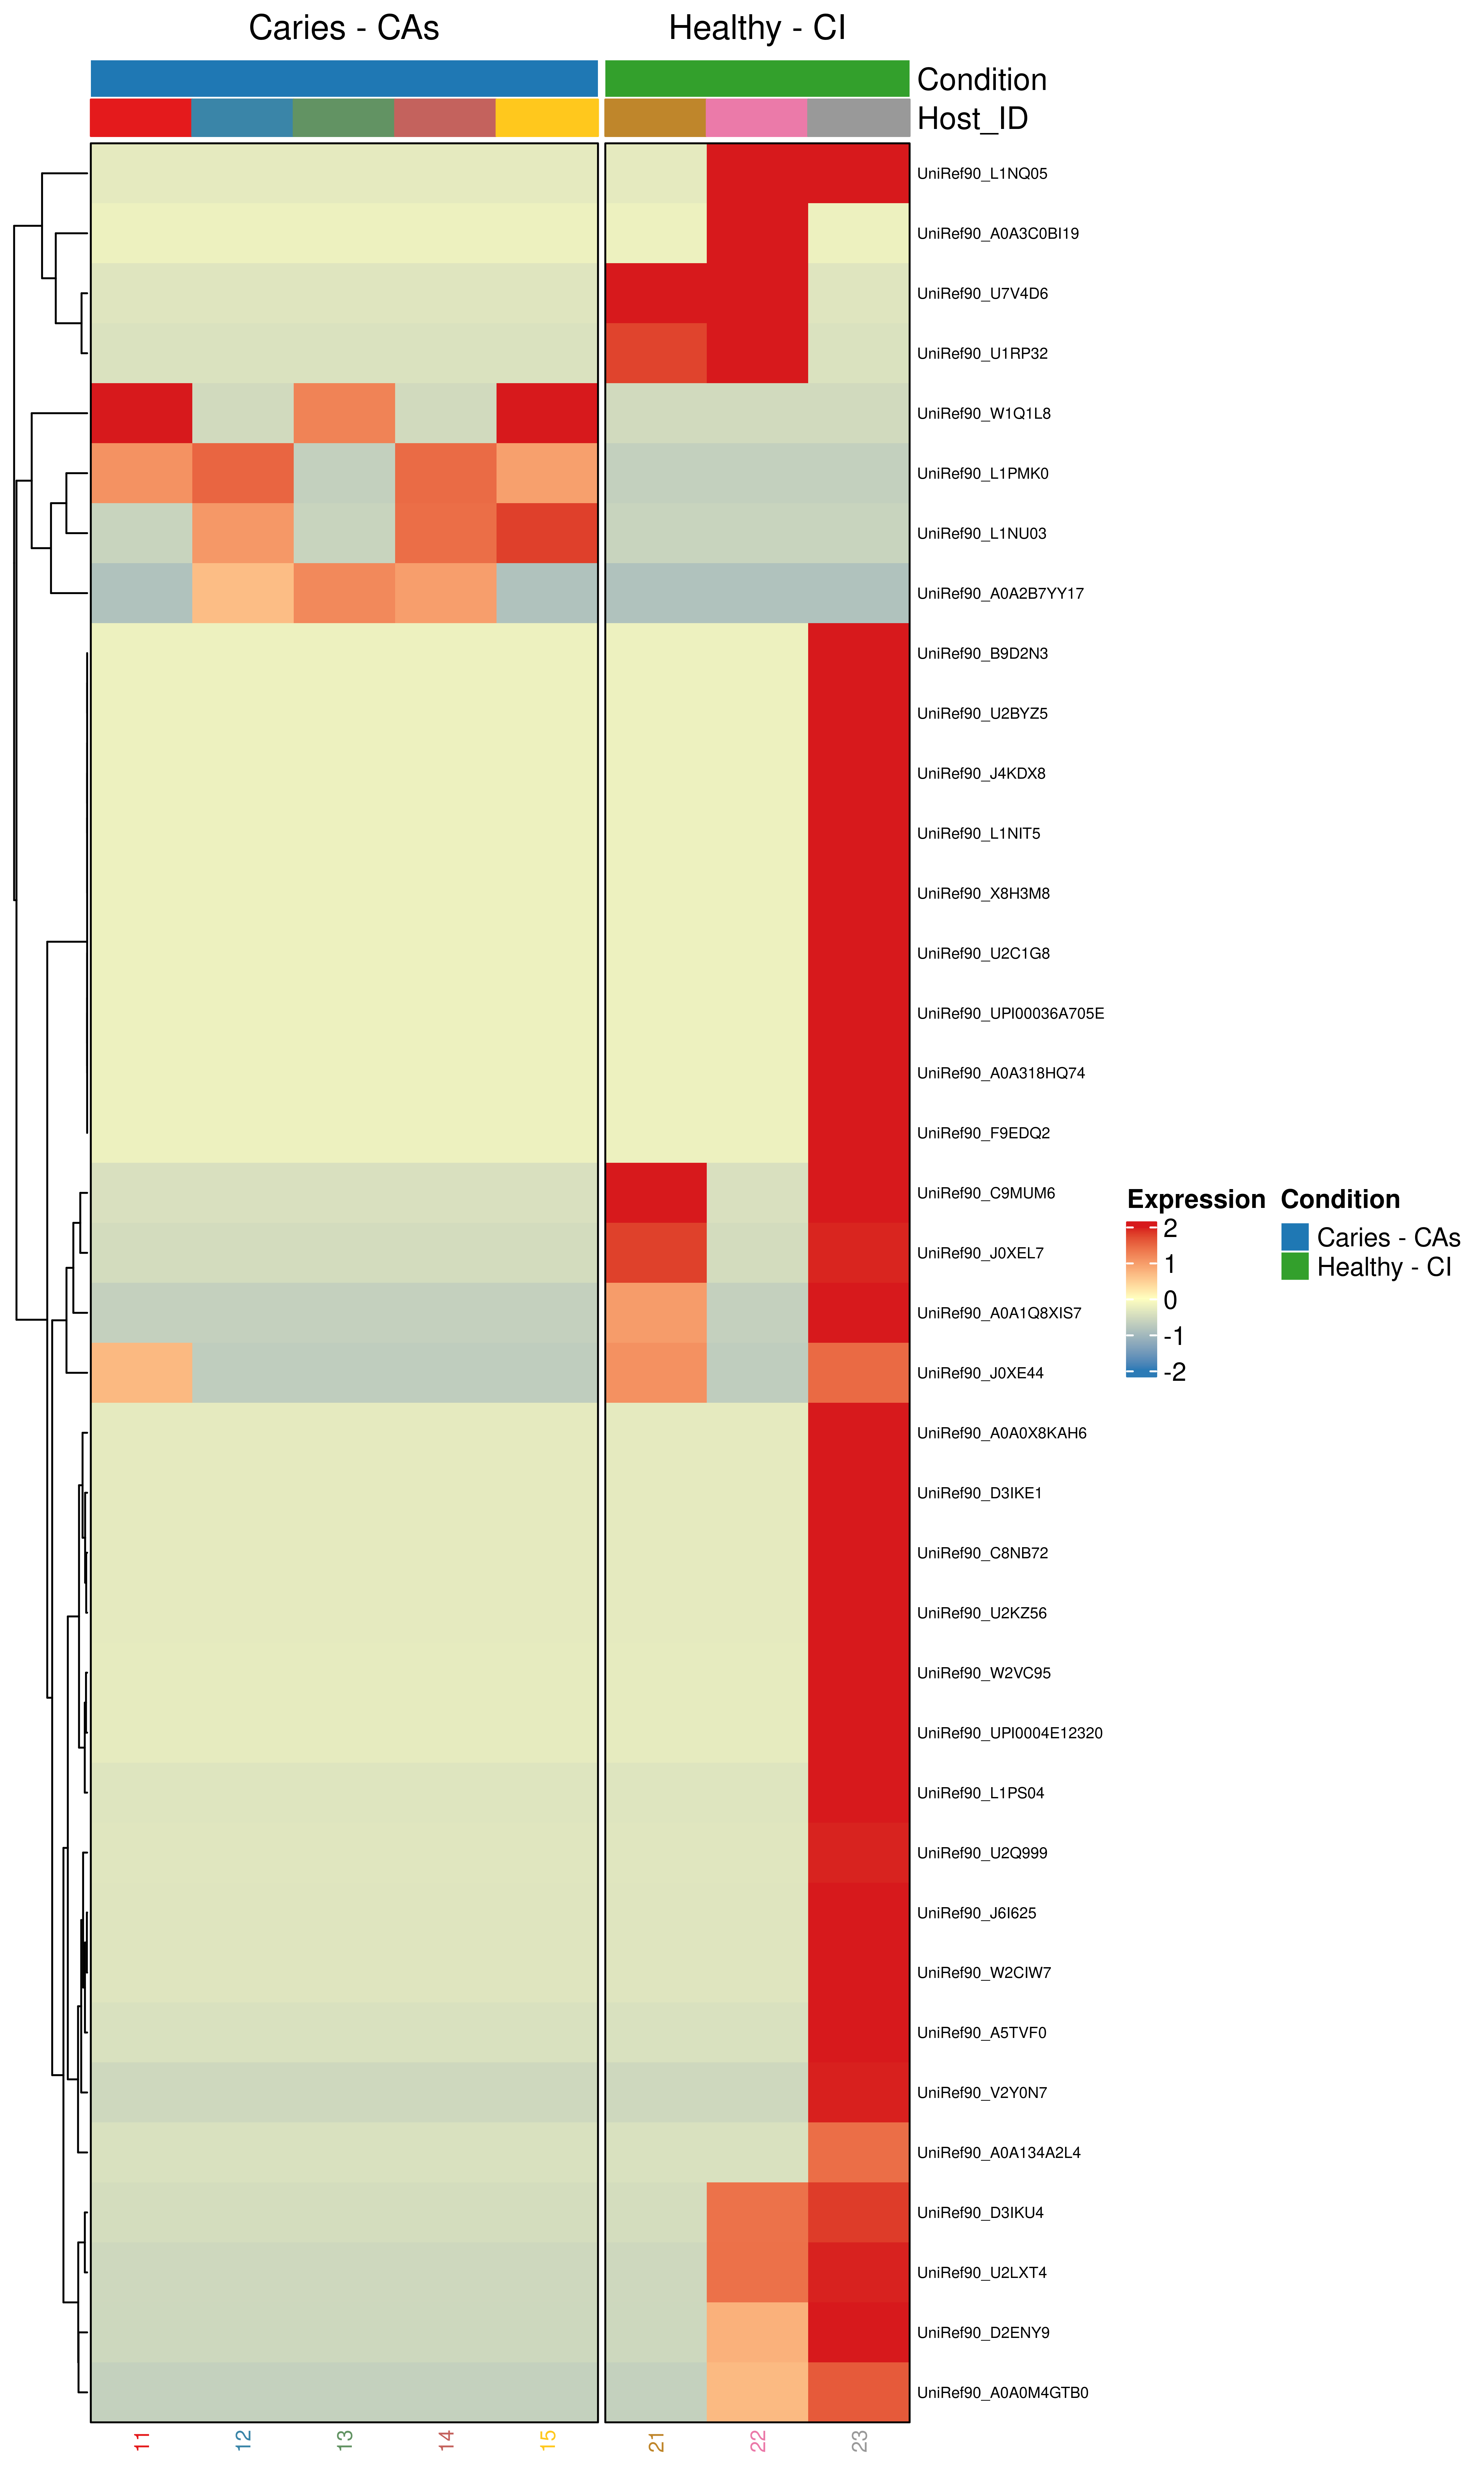 Caries - CAs
Healthy - CI
Condition
Host_ID
UniRef90_L1NQ05
UniRef90_A0A3C0BI19
UniRef90_U7V4D6
UniRef90_U1RP32
UniRef90_W1Q1L8
UniRef90_L1PMK0
UniRef90_L1NU03
UniRef90_A0A2B7YY17
UniRef90_B9D2N3
UniRef90_U2BYZ5
UniRef90_J4KDX8
UniRef90_L1NIT5
UniRef90_X8H3M8
UniRef90_U2C1G8
UniRef90_UPI00036A705E
UniRef90_A0A318HQ74
UniRef90_F9EDQ2
UniRef90_C9MUM6
UniRef90_J0XEL7
UniRef90_A0A1Q8XIS7
UniRef90_J0XE44
UniRef90_A0A0X8KAH6
UniRef90_D3IKE1
UniRef90_C8NB72
UniRef90_U2KZ56
UniRef90_W2VC95
UniRef90_UPI0004E12320
UniRef90_L1PS04
UniRef90_U2Q999
UniRef90_J6I625
UniRef90_W2CIW7
UniRef90_A5TVF0
UniRef90_V2Y0N7
UniRef90_A0A134A2L4
UniRef90_D3IKU4
UniRef90_U2LXT4
UniRef90_D2ENY9
UniRef90_A0A0M4GTB0
11
12
13
14
15
21
22
23
Expression
2
1
0
-1
-2
Condition
Caries - CAs
Healthy - CI